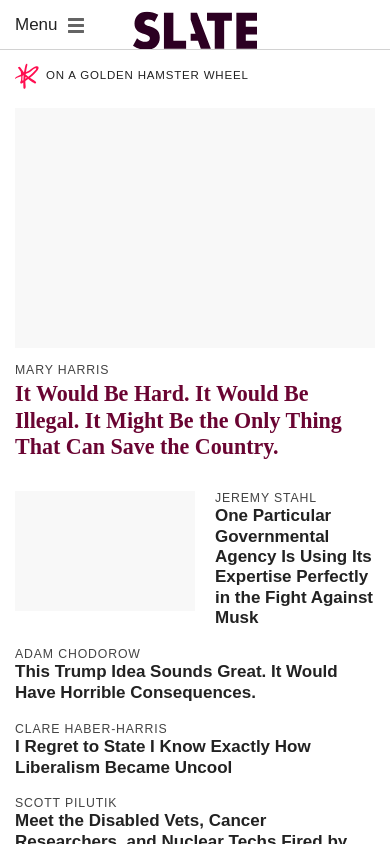 Menu
SLATE
ON A GOLDEN HAMSTER WHEEL
MARY HARRIS
It Would Be Hard. It Would Be
Illegal. It Might Be the Only Thing
That Can Save the Country.
JEREMY STAHL
One Particular
Governmental
Agency Is Using Its
Expertise Perfectly
in the Fight Against
Musk
ADAM CHODOROW
This Trump Idea Sounds Great. It Would
Have Horrible Consequences.
CLARE HABER-HARRIS
I Regret to State I Know Exactly How
Liberalism Became Uncool
SCOTT PILUTIK
Meet the Disabled Vets, Cancer
Researchers, and Nuclear Techs Fired by